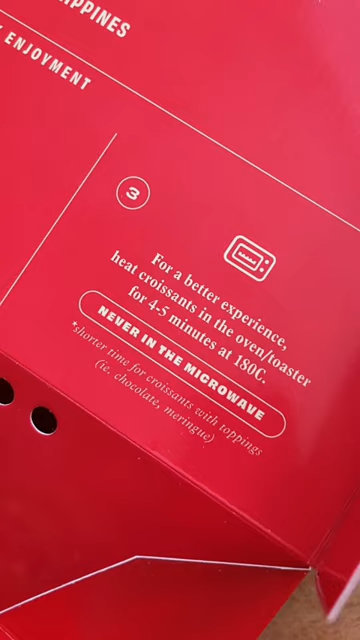 ENJOYMENT
3
For a better experience,
heat croissants in the oven/toaster
for 4-5 minutes at 180C.
NEVER IN THE MICROWAVE
*shorter time for croissants with toppings
(ie. chocolate, meringue)